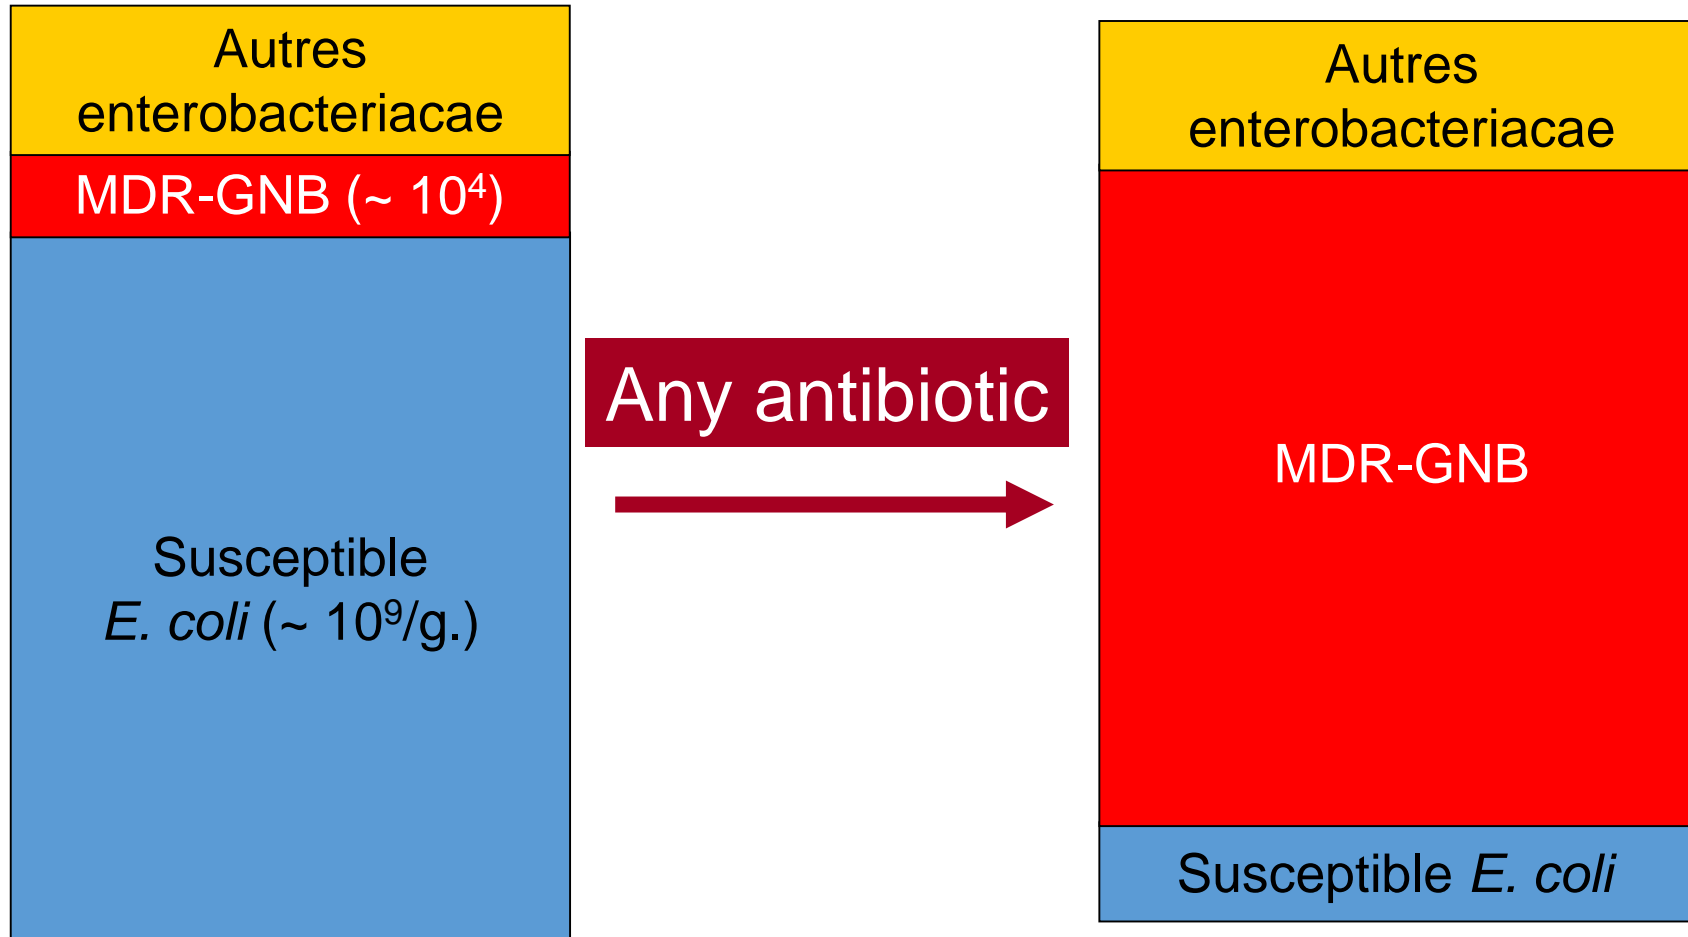 Autres
enterobacteriacae
MDR-GNB (~ 10⁴)
Susceptible
E. coli (~ 10⁹/g.)
Any antibiotic
Autres
enterobacteriacae
MDR-GNB
Susceptible E. coli